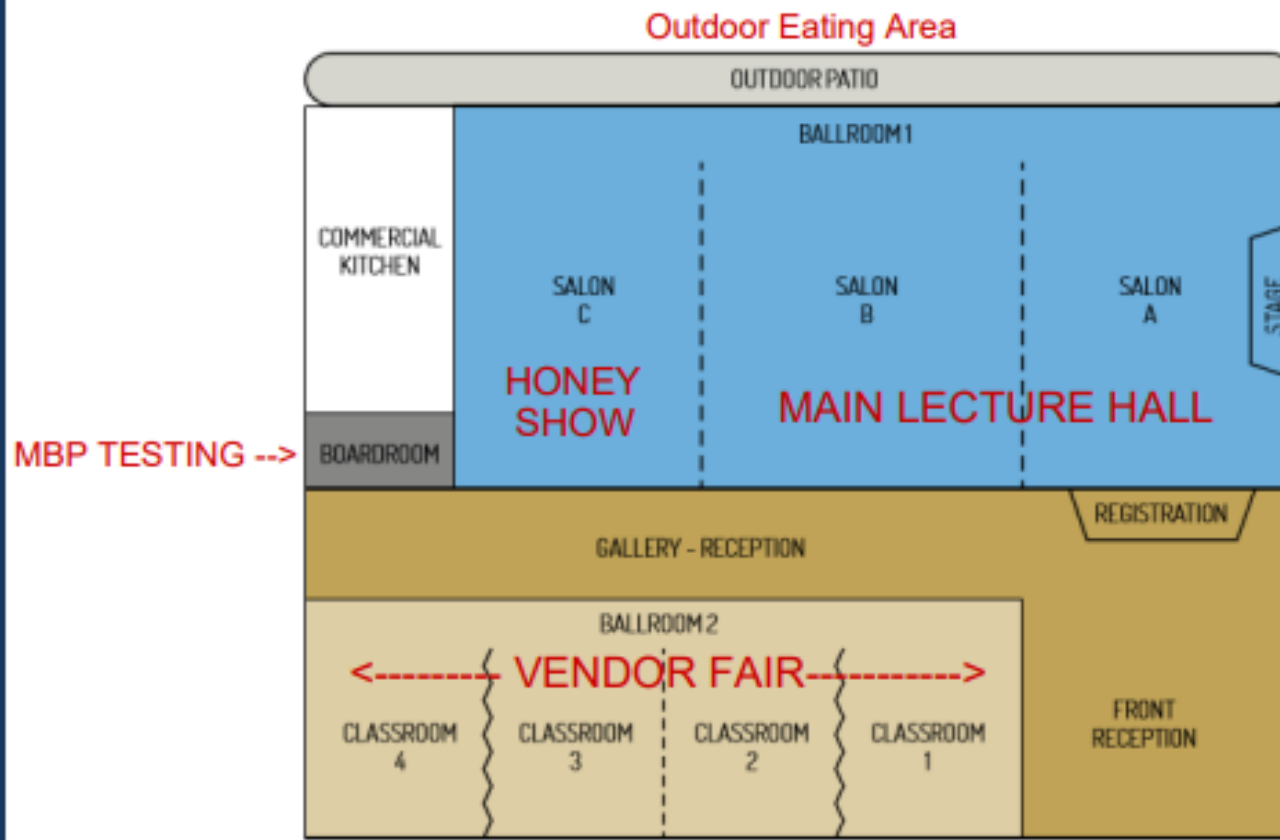 Outdoor Eating Area
OUTDOOR PATIO
BALLROOM 1
COMMERCIAL
KITCHEN
SALON
C
SALON
B
SALON
A
STAGE
HONEY
SHOW
MAIN LECTURE HALL
MBP TESTING -->
BOARDROOM
REGISTRATION
GALLERY - RECEPTION
BALLROOM 2
<--------- VENDOR FAIR----------->
CLASSROOM
4
CLASSROOM
3
CLASSROOM
2
CLASSROOM
1
FRONT
RECEPTION